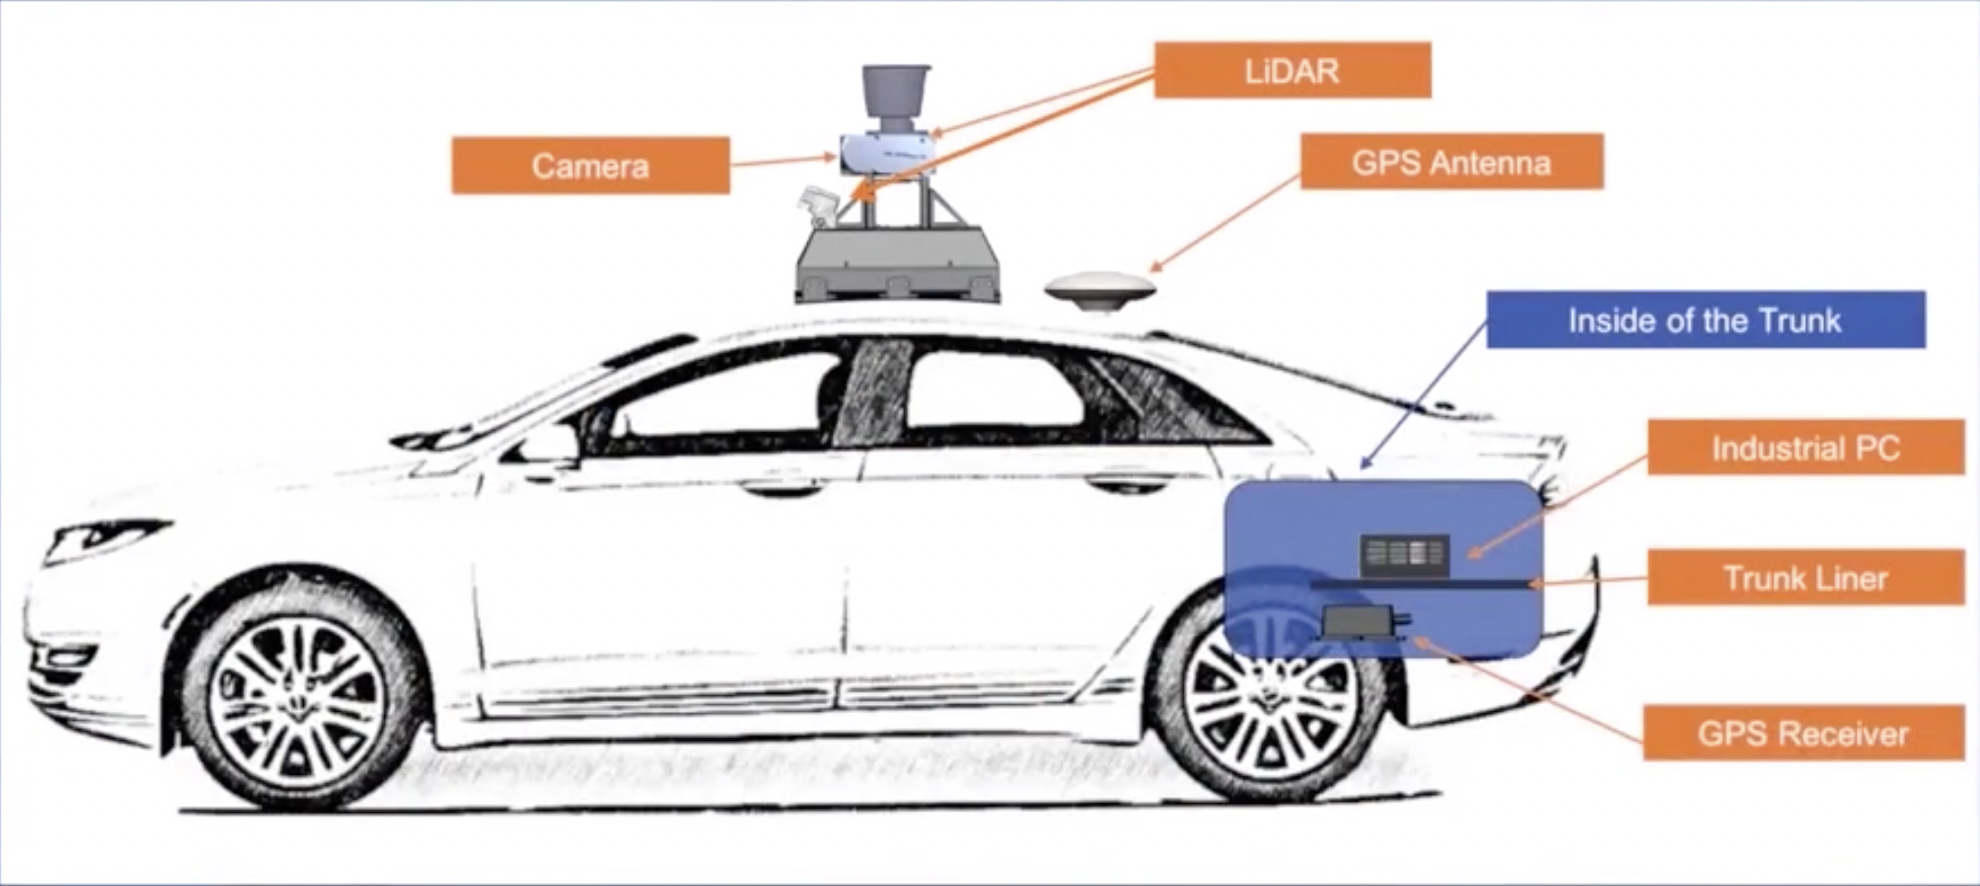 LiDAR
Camera
GPS Antenna
Inside of the Trunk
Industrial PC
Trunk Liner
GPS Receiver